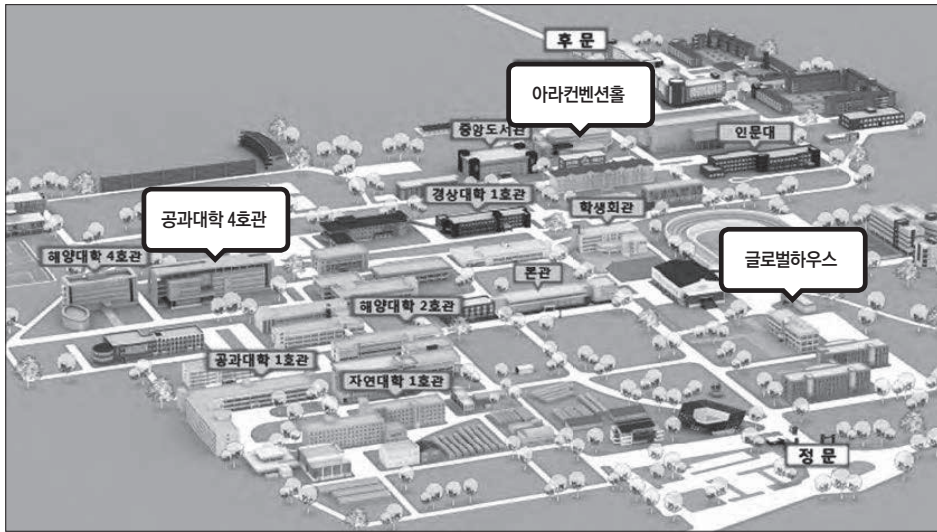 후문
아라컨벤션홀
중앙도서관
인문대
경상대학 1호관
학생회관
공과대학 4호관
해양대학 4호관
글로벌하우스
본관
해양대학 2호관
공과대학 1호관
자연대학 1호관
정문